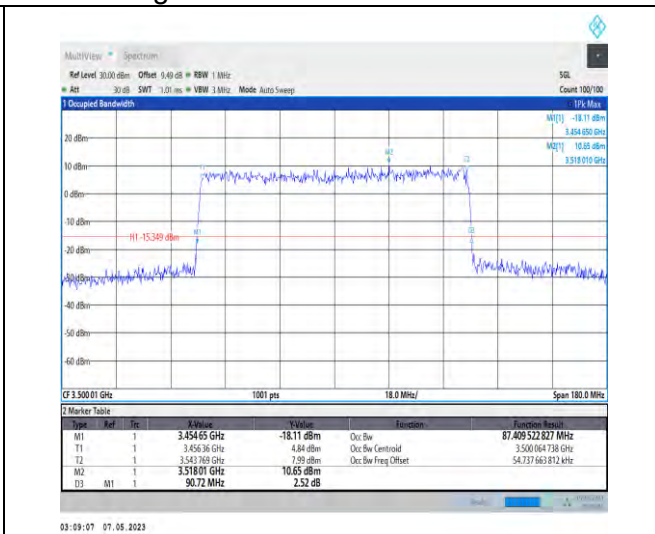 MultiView Spectrum
Ref Level 30.00 dBm Offset 9.49 dB RBW 1 MHz SGL
Att 30 dB SWT 1.01 ms VBW 3 MHz Mode Auto Sweep Count 100/100
1 Occupied Bandwidth 1Pk Max
M1[1] -18.11 dBm
3.454 650 GHz
20 dBm
M2[1] 10.65 dBm
3.518 010 GHz
M2
10 dBm
0 dBm
-10 dBm
M1
H1 -15.349 dBm
-30 dBm
-40 dBm
-50 dBm
-60 dBm
CF 3.500 01 GHz 1001 pts 18.0 MHz/ Span 180.0 MHz
2 Marker Table
Type Ref Trc X-Value Y-Value Function Function Result
M1 1 3.454 65 GHz -18.11 dBm Occ Bw 87.409 522 827 MHz
T1 1 3.456 36 GHz 4.84 dBm Occ Bw Centroid 3.500 064 738 GHz
T2 1 3.543 769 GHz 7.99 dBm Occ Bw Freq Offset 54.737 663 812 kHz
M2 1 3.518 01 GHz 10.65 dBm
D3 M1 1 90.72 MHz 2.52 dB
03:09:07 07.05.2023